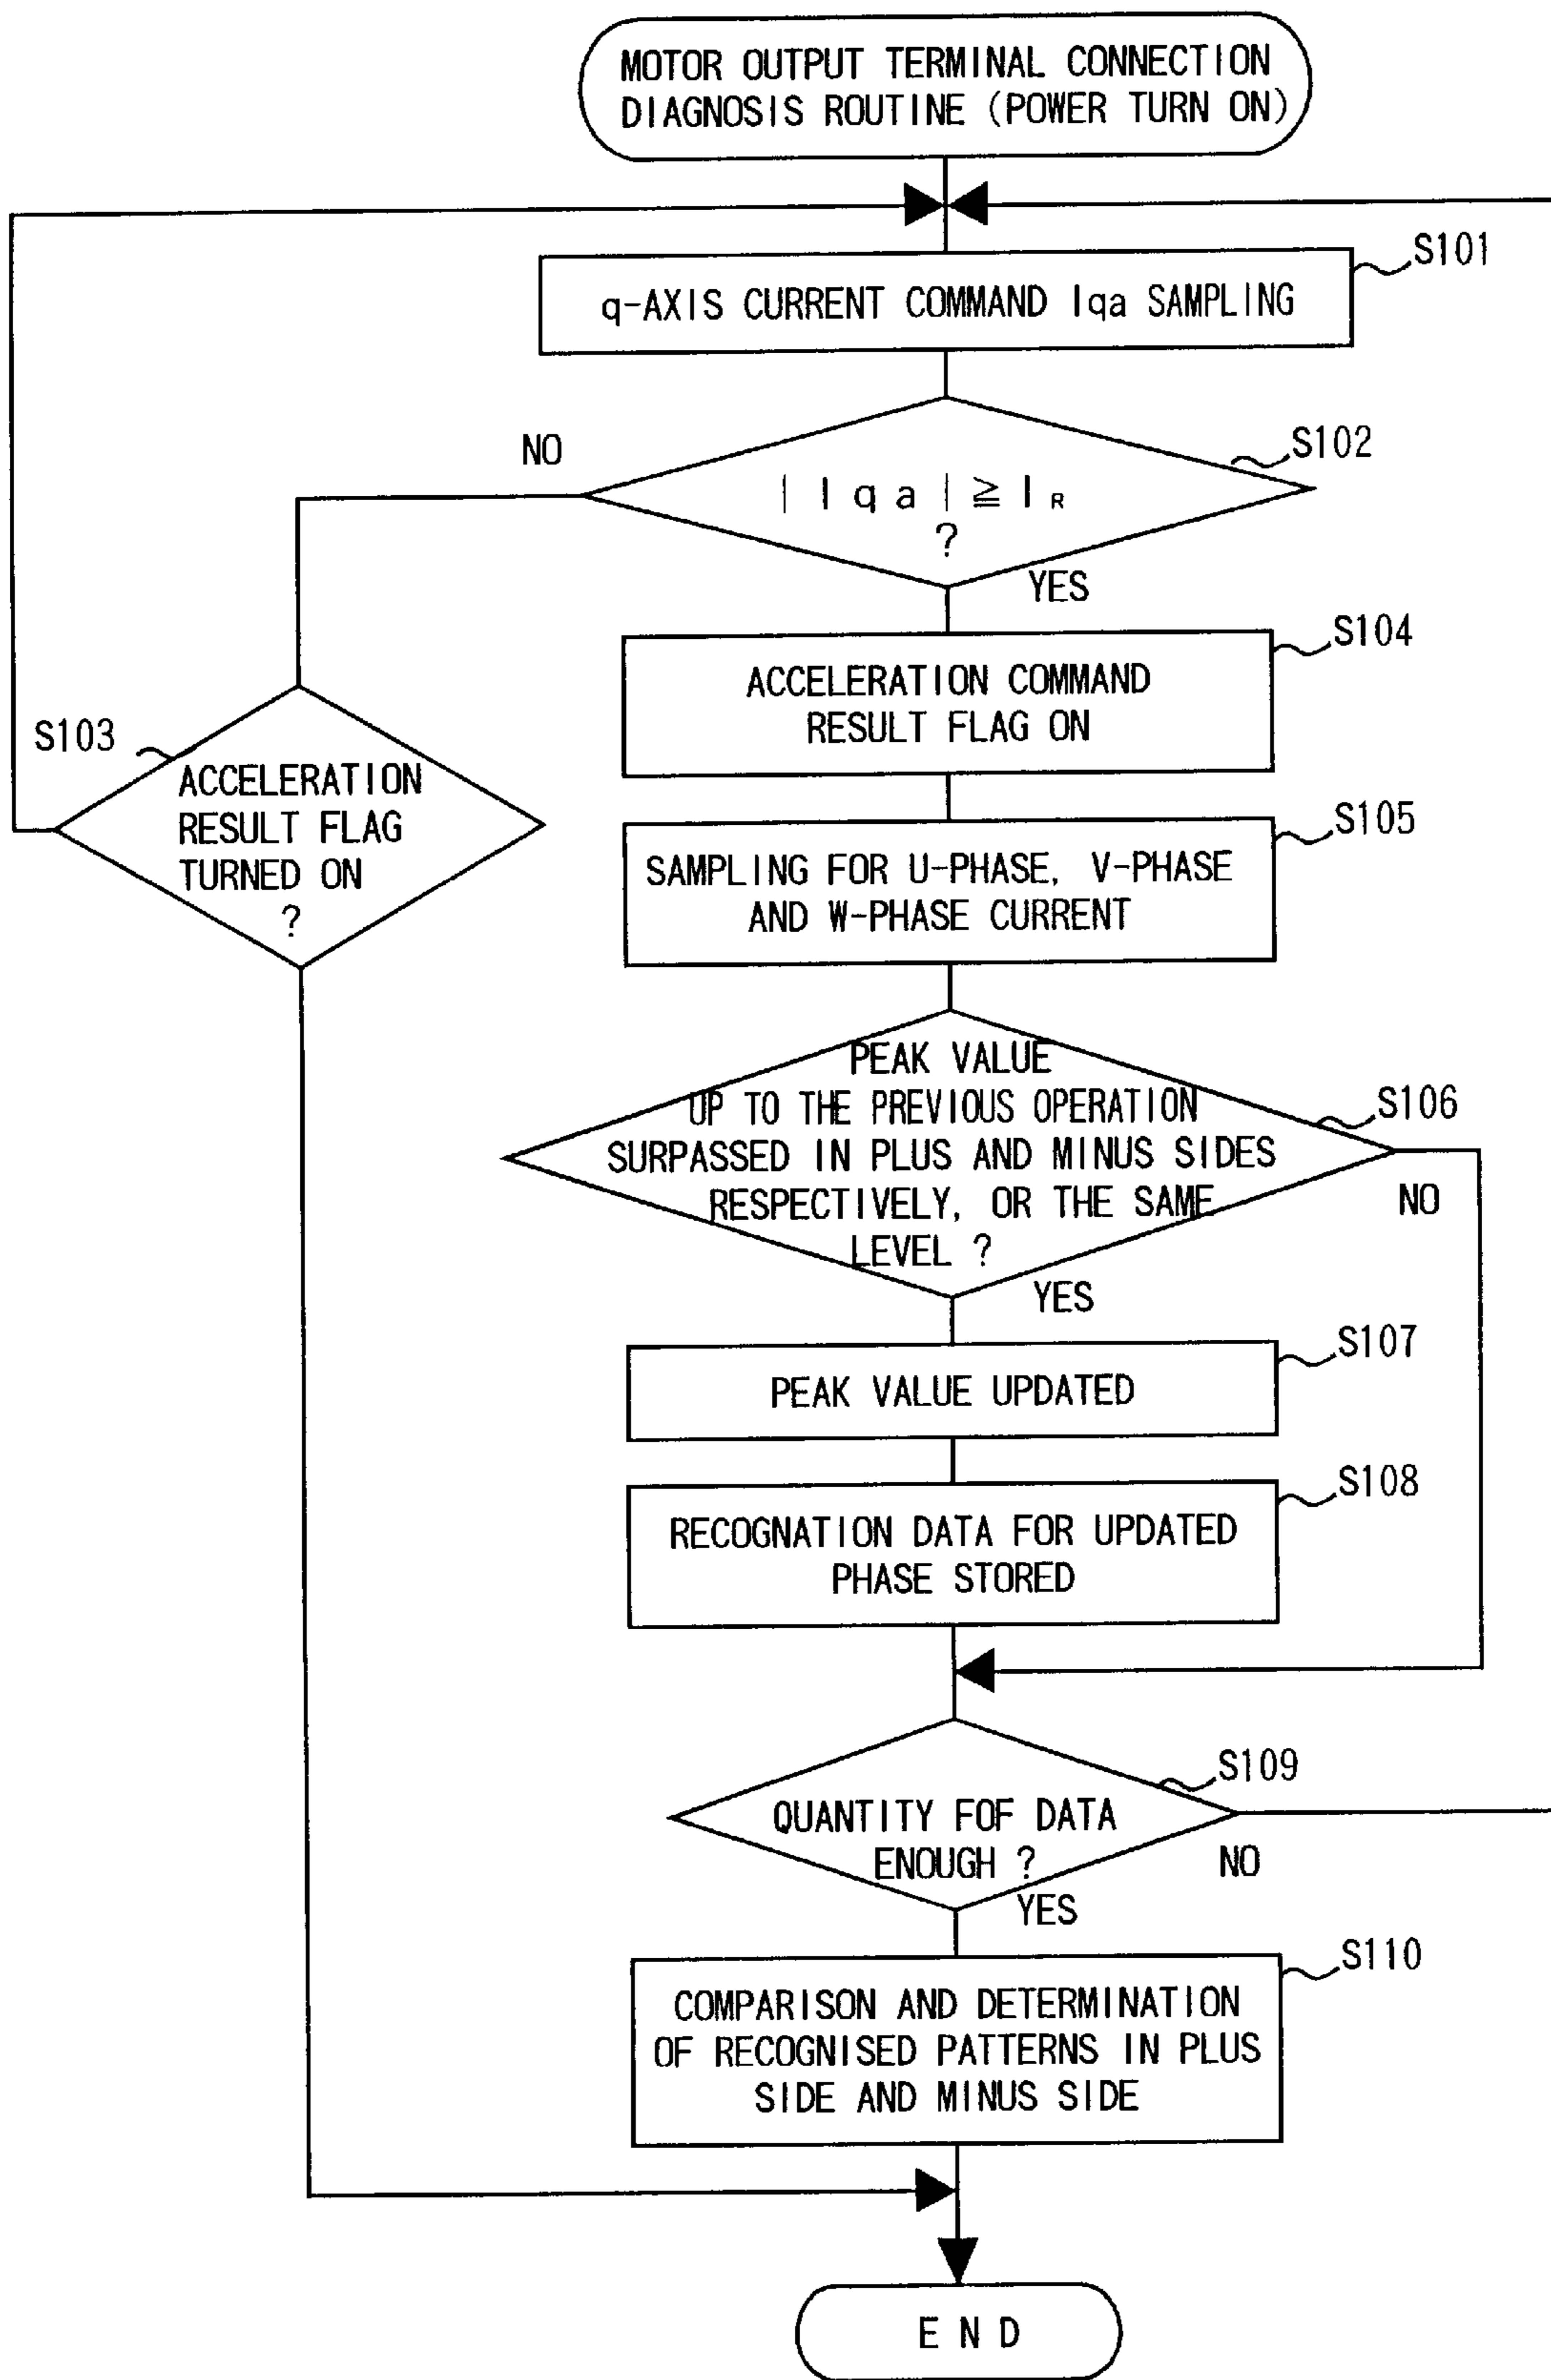 MOTOR OUTPUT TERMINAL CONNECTION
DIAGNOSIS ROUTINE (POWER TURN ON)
S101
q-AXIS CURRENT COMMAND Iqa SAMPLING
NO
S102
| I q a | ≧ I R
?
YES
S104
ACCELERATION COMMAND
RESULT FLAG ON
S103
ACCELERATION
RESULT FLAG
TURNED ON
?
S105
SAMPLING FOR U-PHASE, V-PHASE
AND W-PHASE CURRENT
S106
PEAK VALUE
UP TO THE PREVIOUS OPERATION
SURPASSED IN PLUS AND MINUS SIDES
RESPECTIVELY, OR THE SAME
LEVEL ?
NO
YES
S107
PEAK VALUE UPDATED
S108
RECOGNATION DATA FOR UPDATED
PHASE STORED
S109
QUANTITY FOF DATA
ENOUGH ?
NO
YES
S110
COMPARISON AND DETERMINATION
OF RECOGNISED PATTERNS IN PLUS
SIDE AND MINUS SIDE
E N D